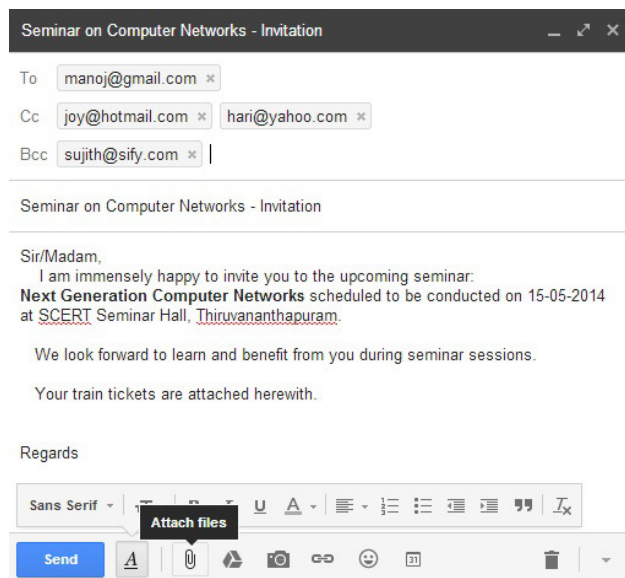 Seminar on Computer Networks - Invitation
To manoj@gmail.com ×
Cc joy@hotmail.com × hari@yahoo.com ×
Bcc sujith@sify.com ×
Seminar on Computer Networks - Invitation
Sir/Madam,
I am immensely happy to invite you to the upcoming seminar:
Next Generation Computer Networks scheduled to be conducted on 15-05-2014
at SCERT Seminar Hall, Thiruvananthapuram.
We look forward to learn and benefit from you during seminar sessions.
Your train tickets are attached herewith.
Regards
Sans Serif U A Tx
Attach files
Send A 31